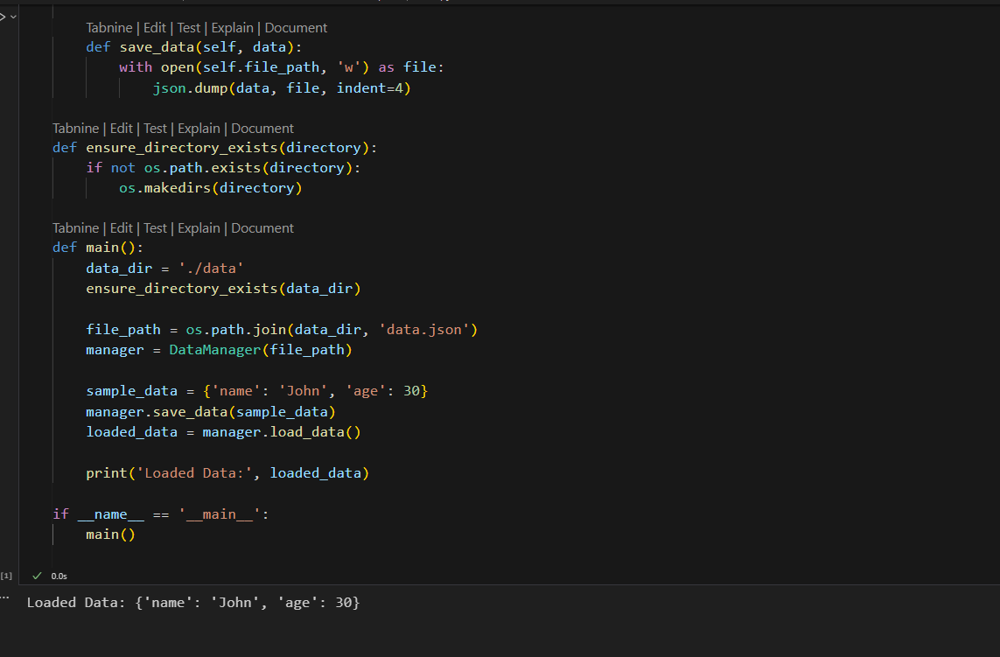 Tabnine | Edit | Test | Explain | Document
def save_data(self, data):
    with open(self.file_path, 'w') as file:
        json.dump(data, file, indent=4)
Tabnine | Edit | Test | Explain | Document
def ensure_directory_exists(directory):
    if not os.path.exists(directory):
        os.makedirs(directory)
Tabnine | Edit | Test | Explain | Document
def main():
    data_dir = './data'
    ensure_directory_exists(data_dir)
    file_path = os.path.join(data_dir, 'data.json')
    manager = DataManager(file_path)
    sample_data = {'name': 'John', 'age': 30}
    manager.save_data(sample_data)
    loaded_data = manager.load_data()
    print('Loaded Data:', loaded_data)
if __name__ == '__main__':
    main()
[1] ✓ 0.0s
... Loaded Data: {'name': 'John', 'age': 30}